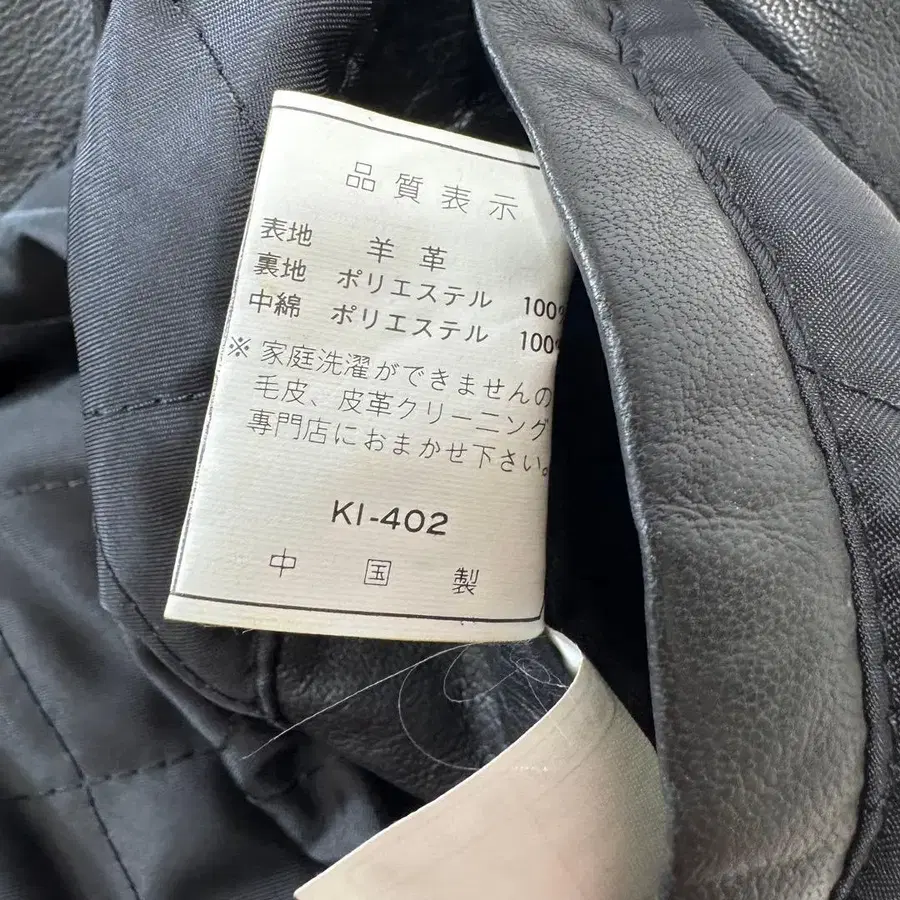 品質表示
表地 羊革
裏地 ポリエステル 100%
中綿 ポリエステル 100%
※家庭洗濯ができませんの
毛皮、皮革クリーニング
専門店におまかせ下さい。
KI-402
中国製